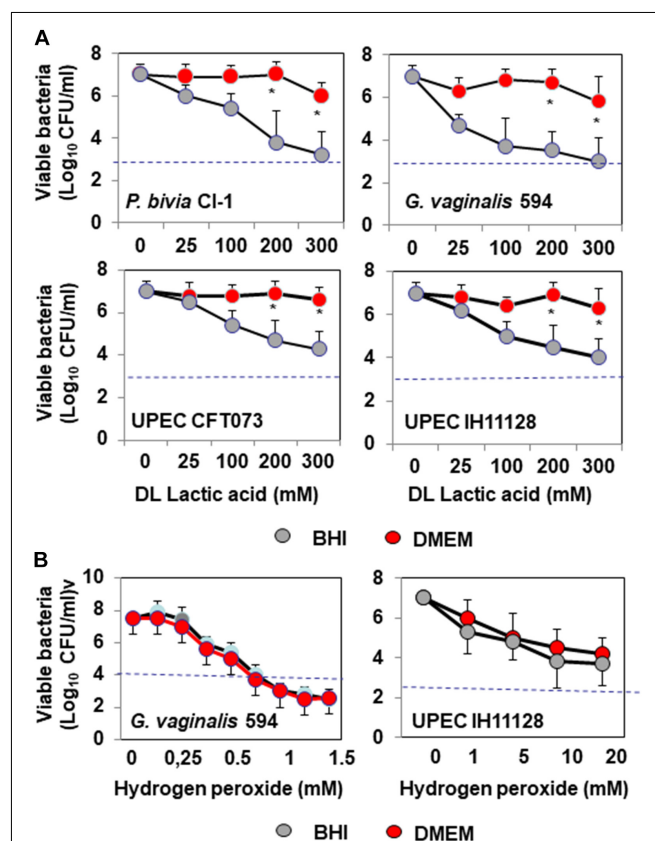 A
Viable bacteria
(Log10 CFU/ml)
8
6
4
2
0
P. bivia CI-1
0 25 100 200 300
*
*
8
6
4
2
0
G. vaginalis 594
0 25 100 200 300
*
*
Viable bacteria
(Log10 CFU/ml)
8
6
4
2
0
UPEC CFT073
0 25 100 200 300
DL Lactic acid (mM)
*
*
8
6
4
2
0
UPEC IH11128
0 25 100 200 300
DL Lactic acid (mM)
*
*
BHI DMEM
B
Viable bacteria
(Log10 CFU/ml)v
10
8
6
4
2
0
G. vaginalis 594
0 0,25 0.5 1 1.5
Hydrogen peroxide (mM)
8
6
4
2
0
UPEC IH11128
0 1 5 10 20
Hydrogen peroxide (mM)
BHI DMEM